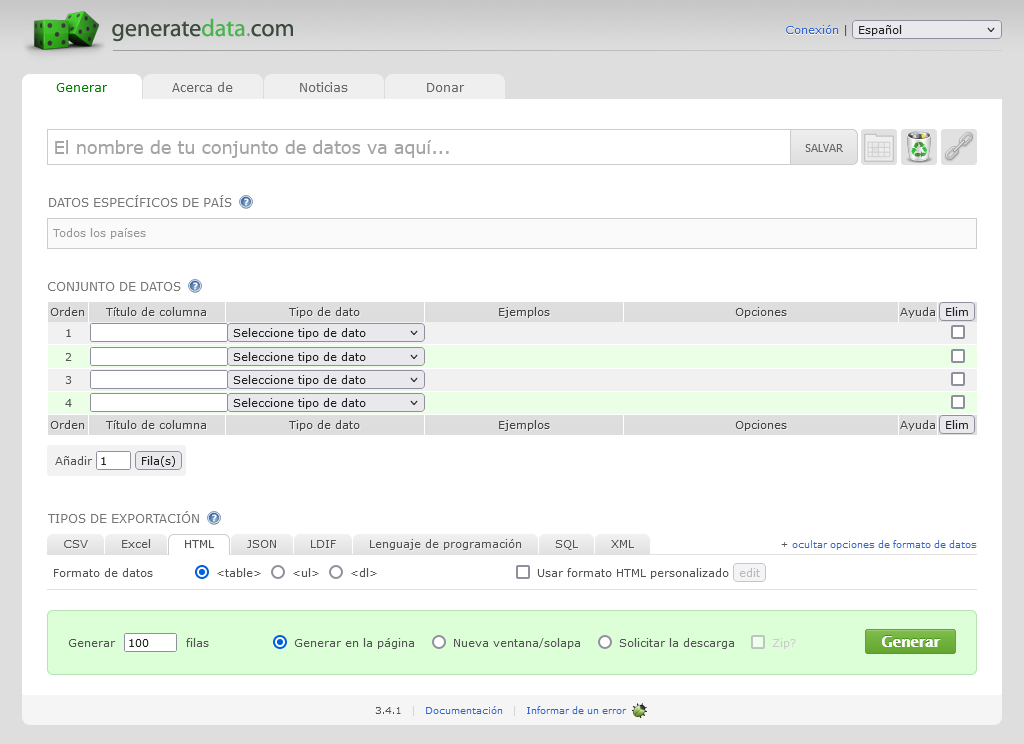 generatedata.com
Conexión | Español
Generar Acerca de Noticias Donar
El nombre de tu conjunto de datos va aquí... SALVAR
DATOS ESPECÍFICOS DE PAÍS ?
Todos los países
CONJUNTO DE DATOS ?
Orden Título de columna Tipo de dato Ejemplos Opciones Ayuda Elim
1 Seleccione tipo de dato
2 Seleccione tipo de dato
3 Seleccione tipo de dato
4 Seleccione tipo de dato
Orden Título de columna Tipo de dato Ejemplos Opciones Ayuda Elim
Añadir 1 Fila(s)
TIPOS DE EXPORTACIÓN ?
CSV Excel HTML JSON LDIF Lenguaje de programación SQL XML + ocultar opciones de formato de datos
Formato de datos <table> <ul> <dl> Usar formato HTML personalizado edit
Generar 100 filas Generar en la página Nueva ventana/solapa Solicitar la descarga Zip? Generar
3.4.1 | Documentación | Informar de un error